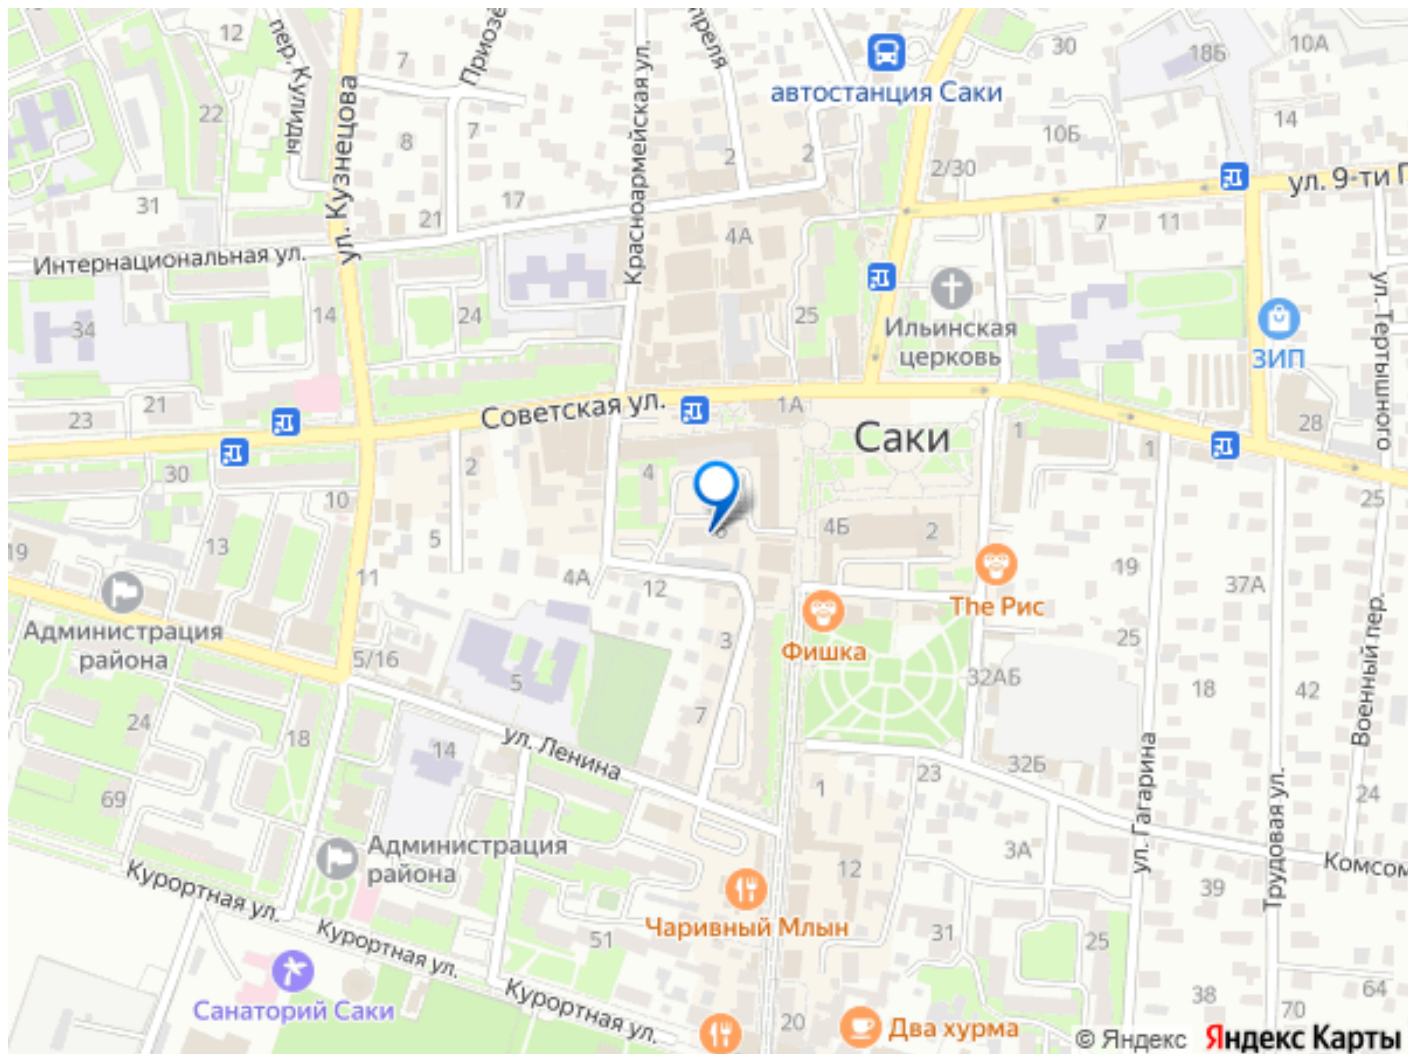 12
пер. Кулиды
7
Приозё
преля
30
18Б
10А
автостанция Саки
ул. Кузнецова
Красноармейская ул.
22
8
7
2
2
10Б
14
2/30
31
21
17
ул. 9-ти П
7
11
4А
Интернациональная ул.
ул. Тертышного
34
14
24
25
Ильинская
церковь
ЗИП
23
21
Советская ул.
1А
Саки
1
1
28
30
2
4
10
25
19
13
5
4Б
2
11
4А
12
The Рис
19
37А
Администрация
района
5/16
3
Фишка
25
Военный пер.
5
32АБ
18
42
24
18
14
7
ул. Ленина
23
32Б
ул. Гагарина
Трудовая ул.
69
1
24
Администрация
района
3А
12
Комсом
39
Курортная ул.
Чаривный Млын
Курортная ул.
51
31
25
Санаторий Саки
Курортная ул.
38
64
20
Два хурма
70
© Яндекс Яндекс Карты